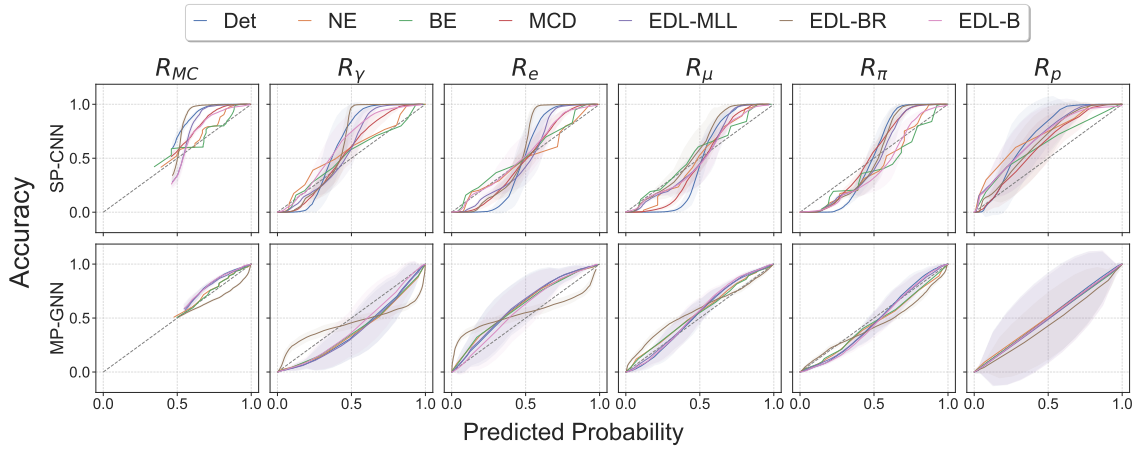 Det NE BE MCD EDL-MLL EDL-BR EDL-B
R_MC R_γ R_e R_μ R_π R_p
Accuracy
SP-CNN
1.0
0.5
0.0
MP-GNN
1.0
0.5
0.0
0.0 0.5 1.0 0.0 0.5 1.0 0.0 0.5 1.0 0.0 0.5 1.0 0.0 0.5 1.0 0.0 0.5 1.0
Predicted Probability